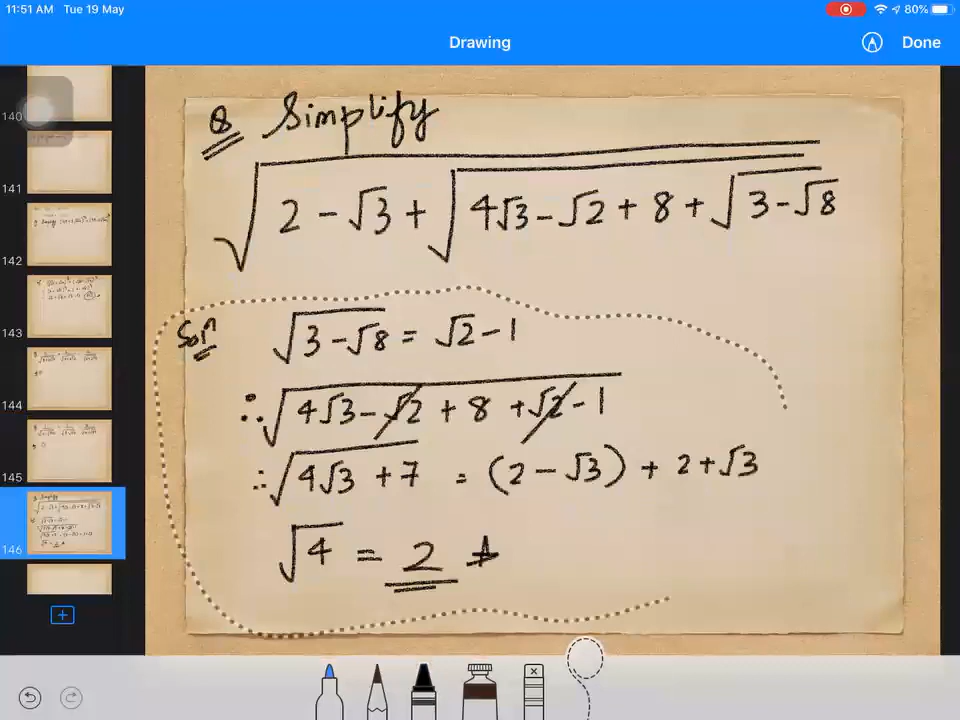 11:51 AM Tue 19 May
80%
Drawing
Done
140
141
142
143
144
145
146
Q Simplify
√(2 - √3 + √(4√3 - √2 + 8 + √(3 - √8)))
Soln
√(3 - √8) = √2 - 1
∴ √(4√3 - √2 + 8 + √2 - 1)
∴ √(4√3 + 7) = (2 - √3) + 2 + √3
√4 = 2